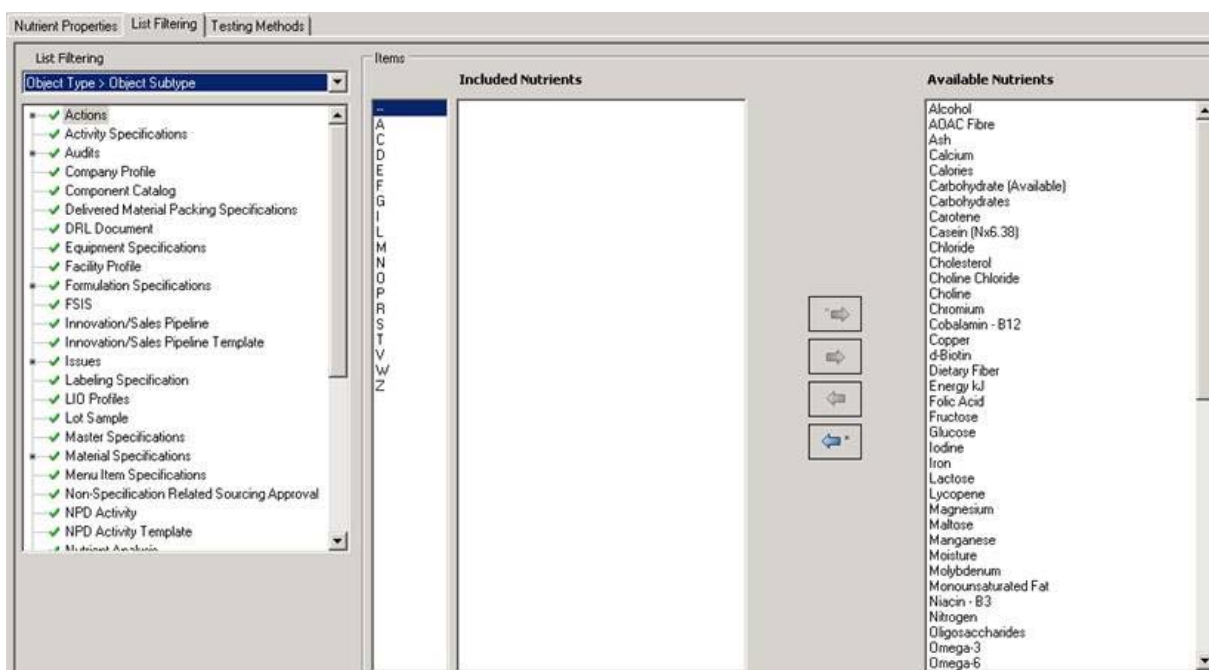 Nutrient Properties
List Filtering
Testing Methods
List Filtering
Object Type > Object Subtype
Actions
Activity Specifications
Audits
Company Profile
Component Catalog
Delivered Material Packing Specifications
DRL Document
Equipment Specifications
Facility Profile
Formulation Specifications
FSIS
Innovation/Sales Pipeline
Innovation/Sales Pipeline Template
Issues
Labeling Specification
LIO Profiles
Lot Sample
Master Specifications
Material Specifications
Menu Item Specifications
Non-Specification Related Sourcing Approval
NPD Activity
NPD Activity Template
Nutrient Analysis
Items
Included Nutrients
--
A
C
D
E
F
G
I
L
M
N
O
P
R
S
T
V
W
Z
Available Nutrients
Alcohol
AOAC Fibre
Ash
Calcium
Calories
Carbohydrate (Available)
Carbohydrates
Carotene
Casein (Nx6.38)
Chloride
Cholesterol
Choline Chloride
Choline
Chromium
Cobalamin - B12
Copper
d-Biotin
Dietary Fiber
Energy kJ
Folic Acid
Fructose
Glucose
Iodine
Iron
Lactose
Lycopene
Magnesium
Maltose
Manganese
Moisture
Molybdenum
Monounsaturated Fat
Niacin - B3
Nitrogen
Oligosaccharides
Omega-3
Omega-6